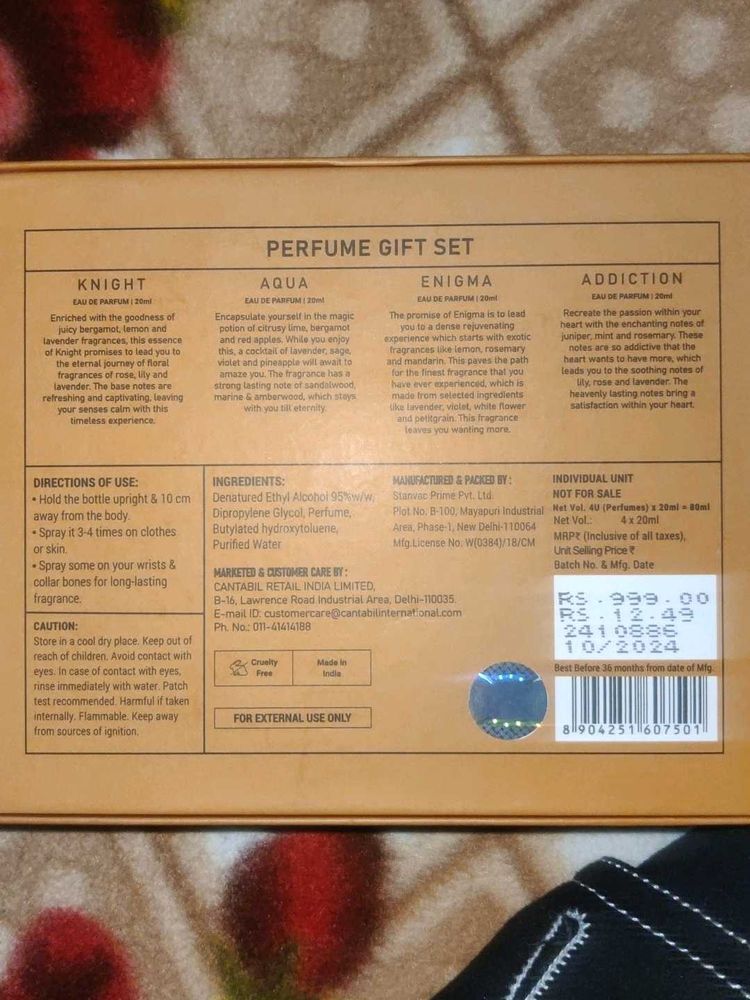 PERFUME GIFT SET
KNIGHT
EAU DE PARFUM | 20ml
Enriched with the goodness of
juicy bergamot, lemon and
lavender fragrances, this essence
of Knight promises to lead you to
the eternal journey of floral
fragrances of rose, lily and
lavender. The base notes are
refreshing and captivating, leaving
your senses calm with this
timeless experience.
AQUA
EAU DE PARFUM | 20ml
Encapsulate yourself in the magic
potion of citrusy lime, bergamot
and red apples. While you enjoy
this, a cocktail of lavender, sage,
violet and pineapple will await to
amaze you. The fragrance has a
strong lasting note of sandalwood,
marine & amberwood, which stays
with you till eternity.
ENIGMA
EAU DE PARFUM | 20ml
The promise of Enigma is to lead
you to a dense rejuvenating
experience which starts with exotic
fragrances like lemon, rosemary
and mandarin. This paves the path
for the finest fragrance that you
have ever experienced, which is
made from selected ingredients
like lavender, violet, white flower
and petitgrain. This fragrance
leaves you wanting more.
ADDICTION
EAU DE PARFUM | 20ml
Recreate the passion within your
heart with the enchanting notes of
juniper, mint and rosemary. These
notes are so addictive that the
heart wants to have more, which
leads you to the soothing notes of
lily, rose and lavender. The
heavenly lasting notes bring a
satisfaction within your heart.
DIRECTIONS OF USE:
• Hold the bottle upright & 10 cm
away from the body.
• Spray it 3-4 times on clothes
or skin.
• Spray some on your wrists &
collar bones for long-lasting
fragrance.
CAUTION:
Store in a cool dry place. Keep out of
reach of children. Avoid contact with
eyes. In case of contact with eyes,
rinse immediately with water. Patch
test recommended. Harmful if taken
internally. Flammable. Keep away
from sources of ignition.
INGREDIENTS:
Denatured Ethyl Alcohol 95%w/w,
Dipropylene Glycol, Perfume,
Butylated hydroxytoluene,
Purified Water
MANUFACTURED & PACKED BY :
Stanvac Prime Pvt. Ltd.
Plot No. B-100, Mayapuri Industrial
Area, Phase-1, New Delhi-110064
Mfg.License No. W(0384)/18/CM
MARKETED & CUSTOMER CARE BY :
CANTABIL RETAIL INDIA LIMITED,
B-16, Lawrence Road Industrial Area, Delhi-110035.
E-mail ID: customercare@cantabilinternational.com
Ph. No.: 011-41414188
Cruelty
Free
Made in
India
FOR EXTERNAL USE ONLY
INDIVIDUAL UNIT
NOT FOR SALE
Net Vol. 4U (Perfumes) x 20ml = 80ml
Net Vol.: 4 x 20ml
MRP₹ (Inclusive of all taxes),
Unit Selling Price ₹
Batch No. & Mfg. Date
RS.999.00
RS.12.49
2410886
10/2024
Best Before 36 months from date of Mfg.
8 904251 607501